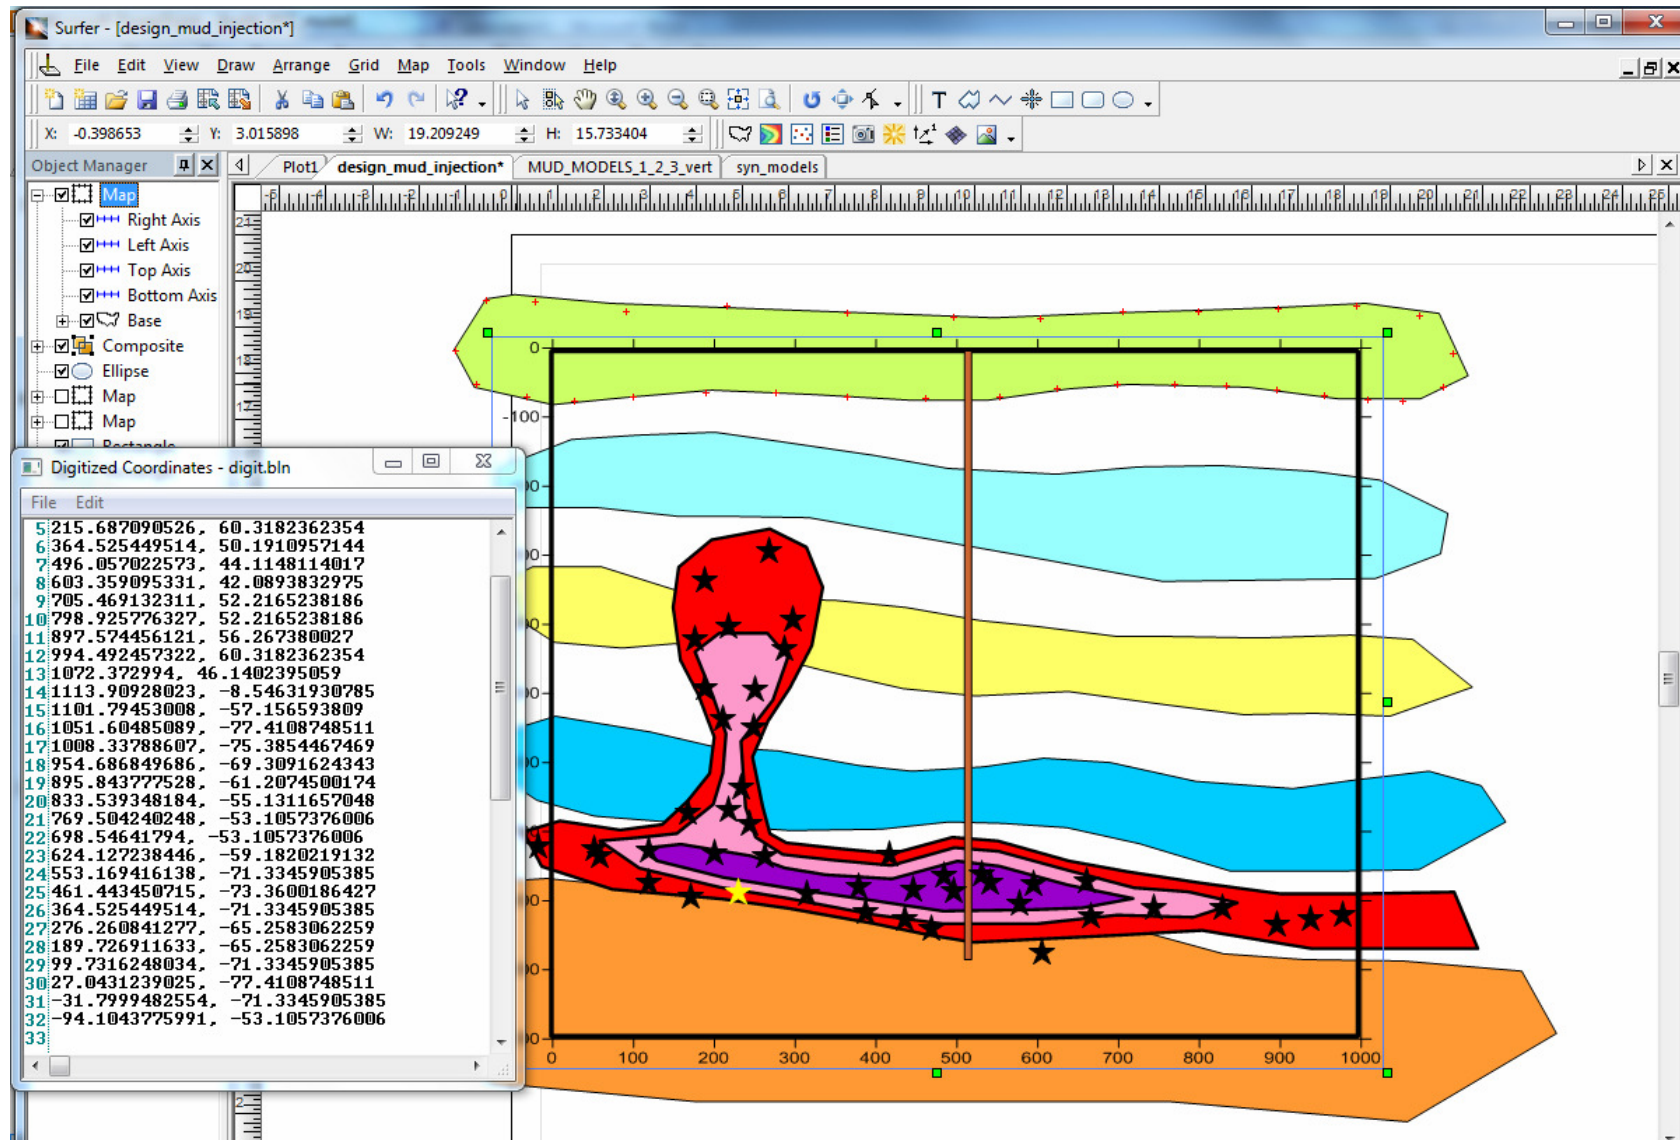 Surfer - [design_mud_injection*]
File Edit View Draw Arrange Grid Map Tools Window Help
X: -0.398653 Y: 3.015898 W: 19.209249 H: 15.733404
Object Manager
Plot1 design_mud_injection* MUD_MODELS_1_2_3_vert syn_models
Map
Right Axis
Left Axis
Top Axis
Bottom Axis
Base
Composite
Ellipse
Map
Map
Rectangle
Digitized Coordinates - digit.bln
File Edit
5 215.687090526, 60.3182362354
6 364.525449514, 50.1910957144
7 496.057022573, 44.1148114017
8 603.359095331, 42.0893832975
9 705.469132311, 52.2165238186
10 798.925776327, 52.2165238186
11 897.574456121, 56.267380027
12 994.492457322, 60.3182362354
13 1072.372994, 46.1402395059
14 1113.90928023, -8.54631930785
15 1101.79453008, -57.156593809
16 1051.60485089, -77.4108748511
17 1008.33788607, -75.3854467469
18 954.686849686, -69.3091624343
19 895.843777528, -61.2074500174
20 833.539348184, -55.1311657048
21 769.504240248, -53.1057376006
22 698.54641794, -53.1057376006
23 624.127238446, -59.1820219132
24 553.169416138, -71.3345905385
25 461.443450715, -73.3600186427
26 364.525449514, -71.3345905385
27 276.260841277, -65.2583062259
28 189.726911633, -65.2583062259
29 99.7316248034, -71.3345905385
30 27.0431239025, -77.4108748511
31 -31.7999482554, -71.3345905385
32 -94.1043775991, -53.1057376006
33
0
-100
0 100 200 300 400 500 600 700 800 900 1000